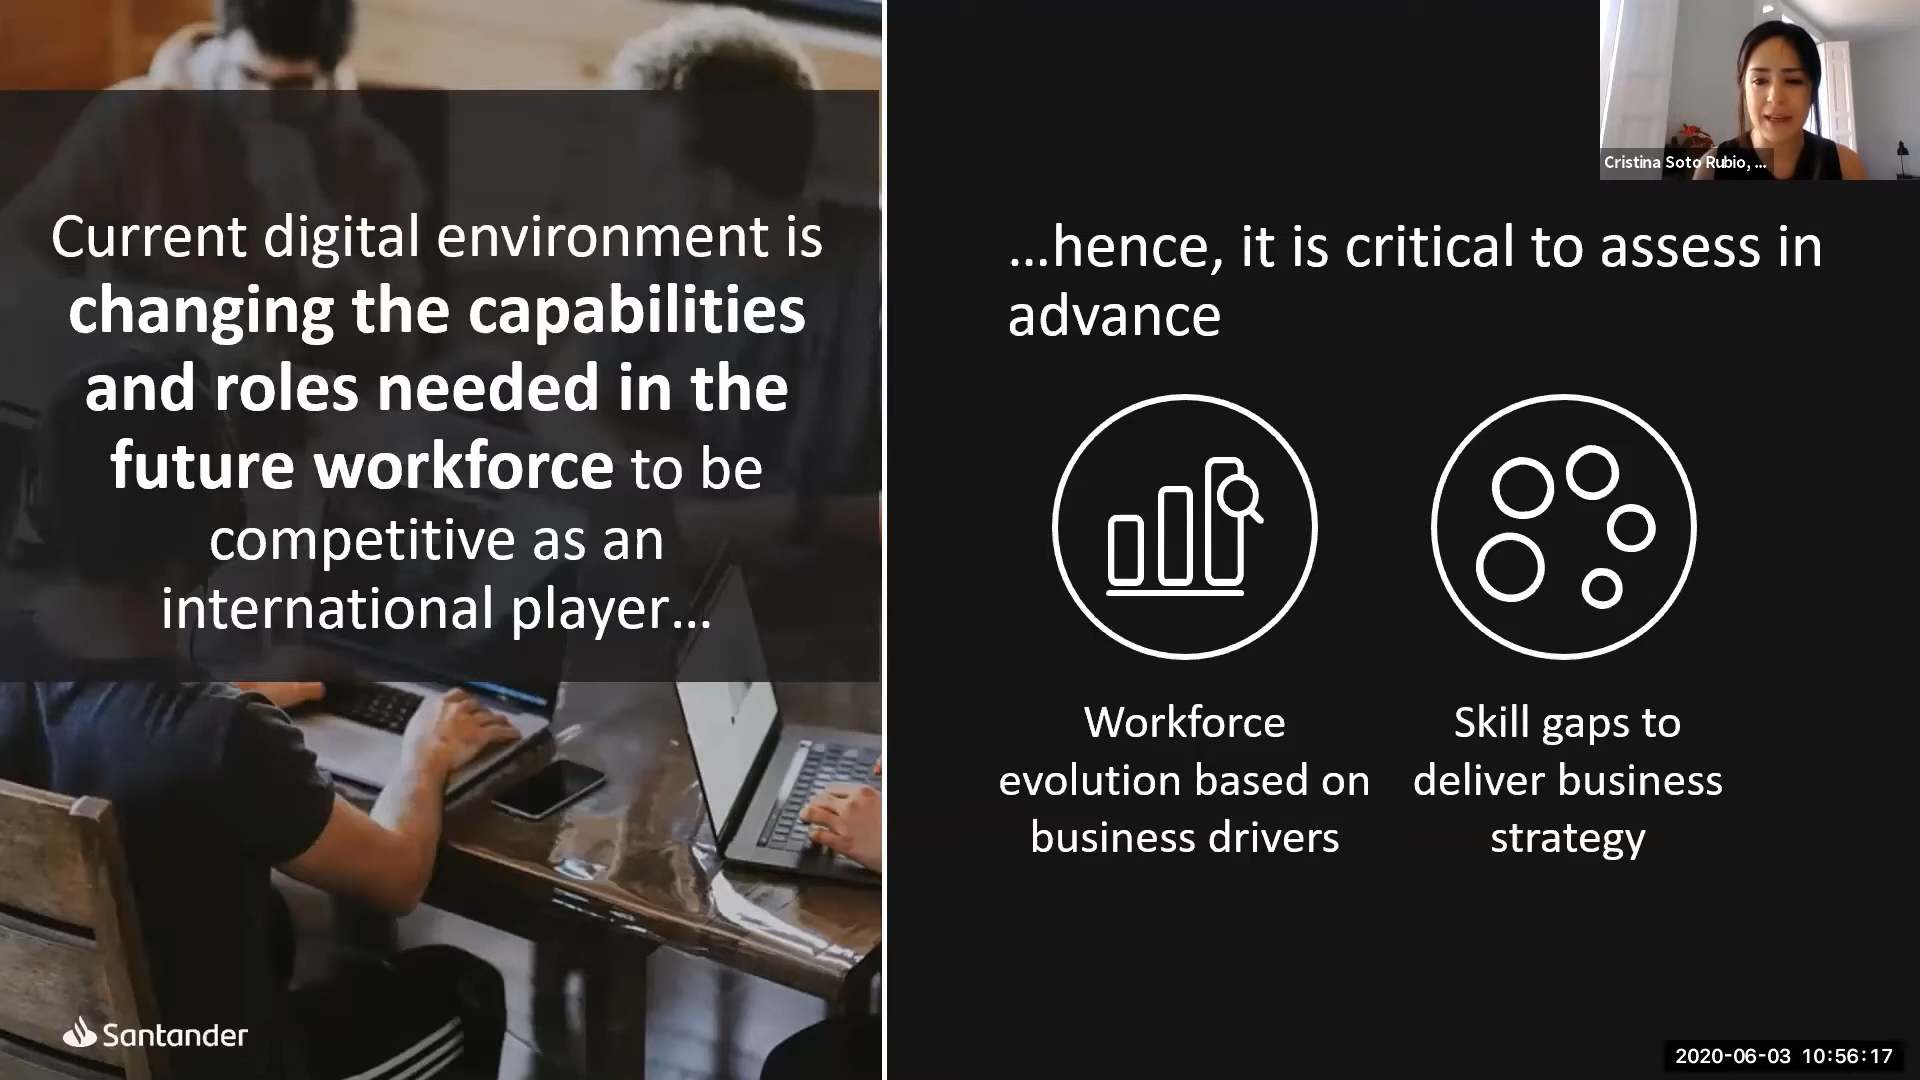 Current digital environment is
changing the capabilities
and roles needed in the
future workforce to be
competitive as an
international player...
Santander
...hence, it is critical to assess in
advance
Workforce
evolution based on
business drivers
Skill gaps to
deliver business
strategy
Cristina Soto Rubio, ...
2020-06-03 10:56:17